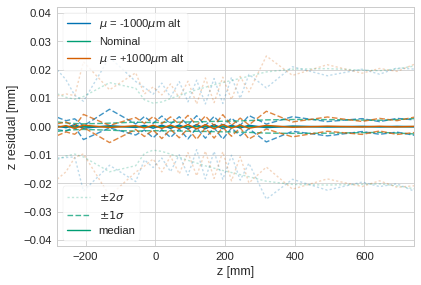 0.04
0.03
0.02
0.01
0.00
−0.01
−0.02
−0.03
−0.04
z residual [mm]
μ = -1000μm alt
Nominal
μ = +1000μm alt
±2σ
±1σ
median
−200
0
200
400
600
z [mm]